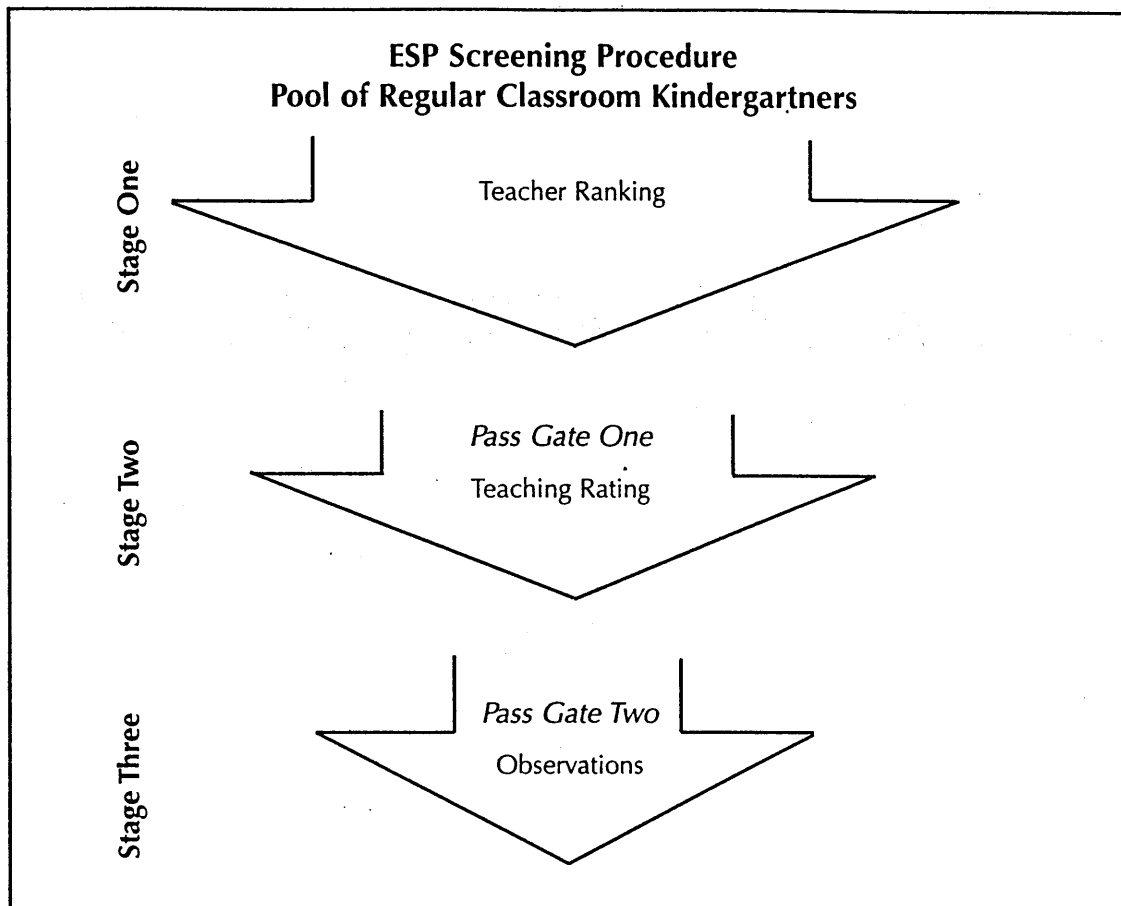 ESP Screening Procedure
Pool of Regular Classroom Kindergartners
Stage One
Teacher Ranking
Stage Two
Pass Gate One
Teaching Rating
Stage Three
Pass Gate Two
Observations